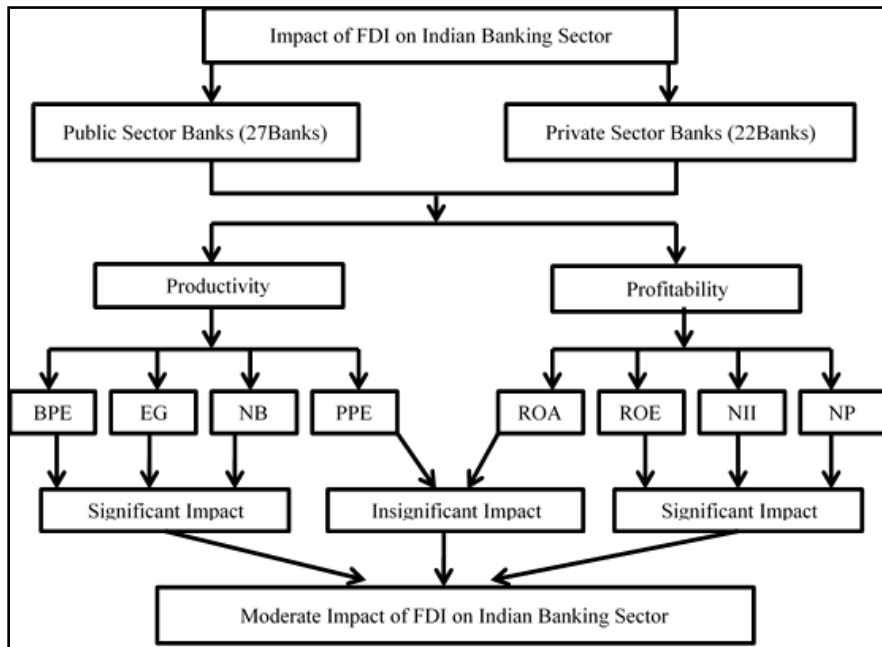 Impact of FDI on Indian Banking Sector
Public Sector Banks (27Banks)
Private Sector Banks (22Banks)
Productivity
Profitability
BPE
EG
NB
PPE
ROA
ROE
NII
NP
Significant Impact
Insignificant Impact
Significant Impact
Moderate Impact of FDI on Indian Banking Sector